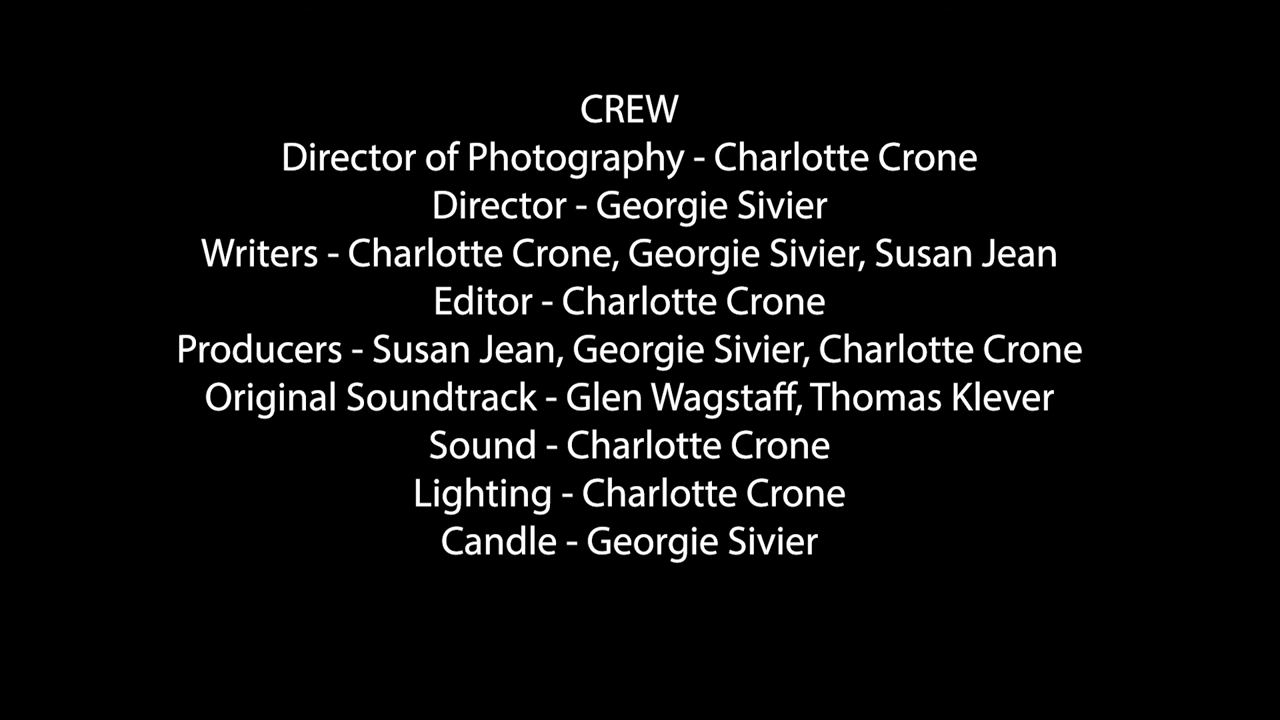 CREW
Director of Photography - Charlotte Crone
Director - Georgie Sivier
Writers - Charlotte Crone, Georgie Sivier, Susan Jean
Editor - Charlotte Crone
Producers - Susan Jean, Georgie Sivier, Charlotte Crone
Original Soundtrack - Glen Wagstaff, Thomas Klever
Sound - Charlotte Crone
Lighting - Charlotte Crone
Candle - Georgie Sivier